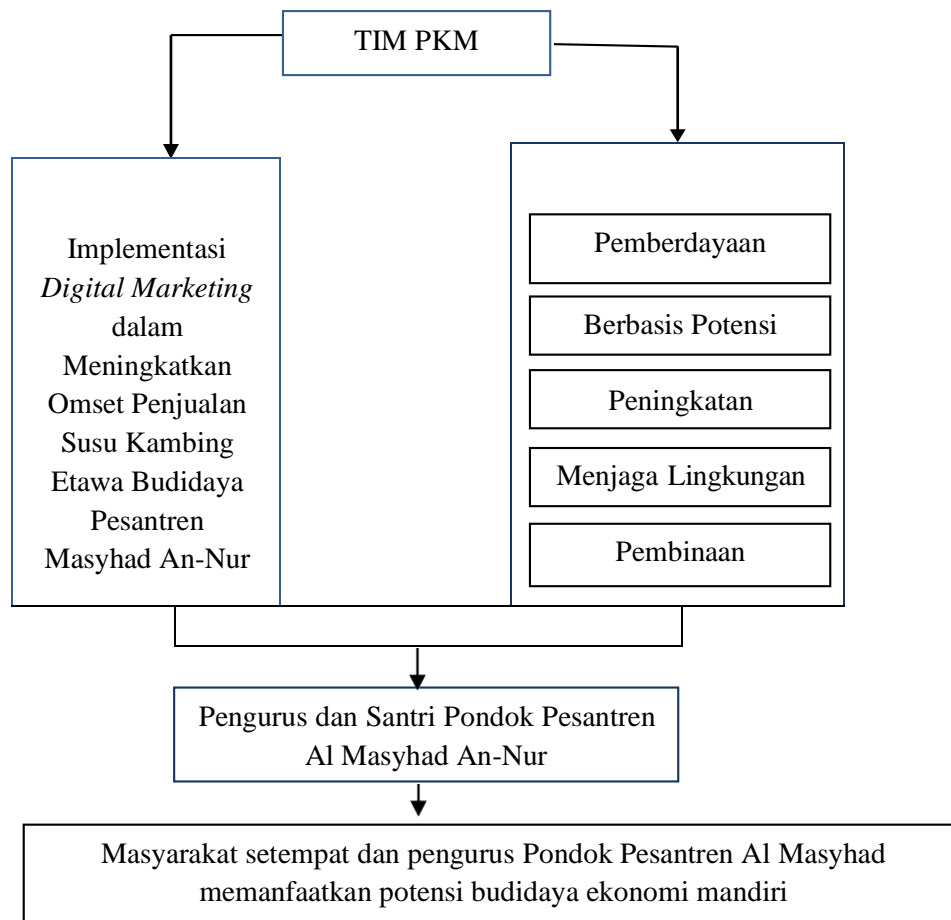 TIM PKM
Implementasi
Digital Marketing
dalam
Meningkatkan
Omset Penjualan
Susu Kambing
Etawa Budidaya
Pesantren
Masyhad An-Nur
Pemberdayaan
Berbasis Potensi
Peningkatan
Menjaga Lingkungan
Pembinaan
Pengurus dan Santri Pondok Pesantren
Al Masyhad An-Nur
Masyarakat setempat dan pengurus Pondok Pesantren Al Masyhad
memanfaatkan potensi budidaya ekonomi mandiri